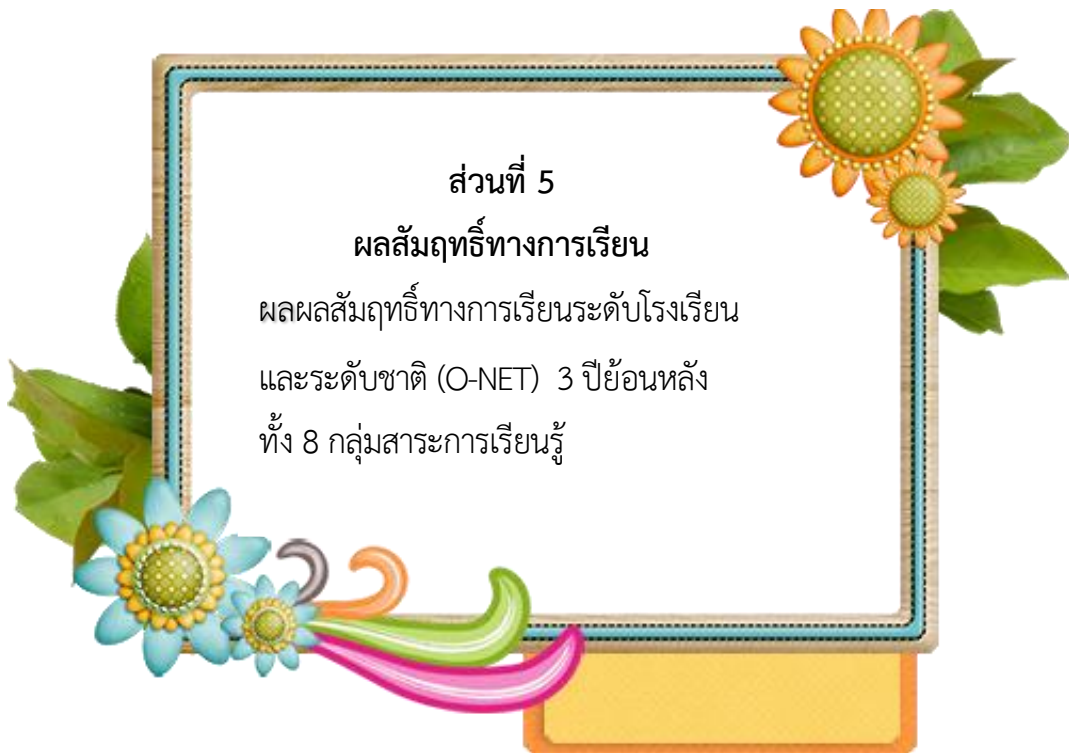 ส่วนที่ 5
ผลสัมฤทธิ์ทางการเรียน
ผลผลสัมฤทธิ์ทางการเรียนระดับโรงเรียน
และระดับชาติ (O-NET) 3 ปีย้อนหลัง
ทั้ง 8 กลุ่มสาระการเรียนรู้